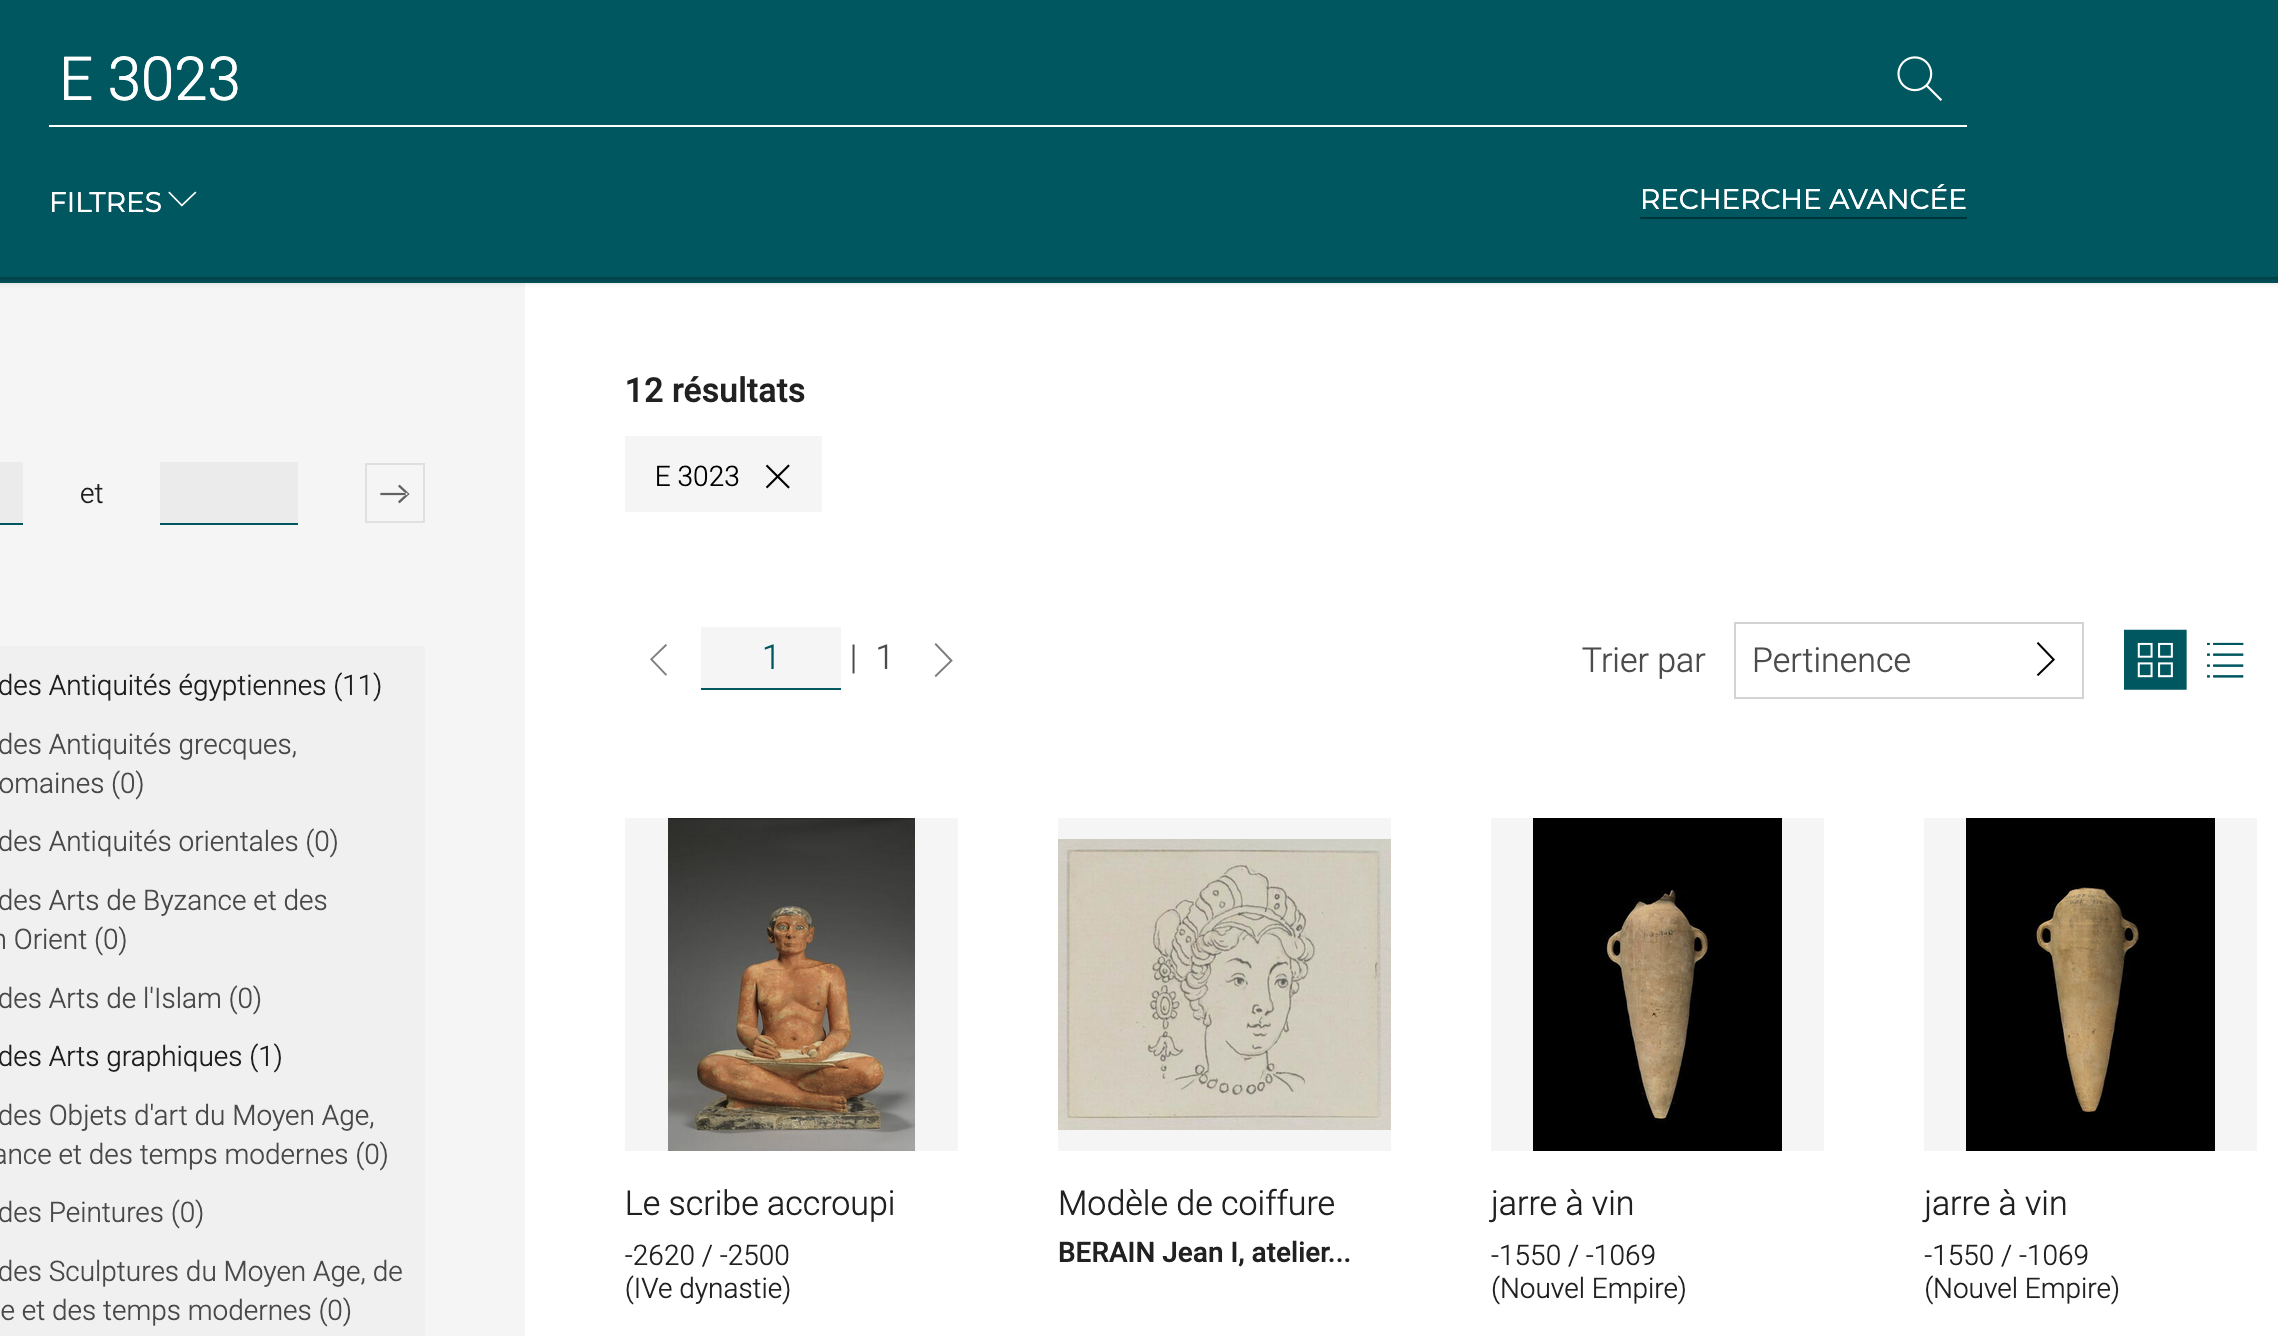 E 3023
FILTRES
RECHERCHE AVANCÉE
et
des Antiquités égyptiennes (11)
des Antiquités grecques,
omaines (0)
des Antiquités orientales (0)
des Arts de Byzance et des
n Orient (0)
des Arts de l'Islam (0)
des Arts graphiques (1)
des Objets d'art du Moyen Age,
ance et des temps modernes (0)
des Peintures (0)
des Sculptures du Moyen Age, de
e et des temps modernes (0)
12 résultats
E 3023
1 | 1
Trier par Pertinence
Le scribe accroupi
-2620 / -2500
(IVe dynastie)
Modèle de coiffure
BERAIN Jean I, atelier...
jarre à vin
-1550 / -1069
(Nouvel Empire)
jarre à vin
-1550 / -1069
(Nouvel Empire)